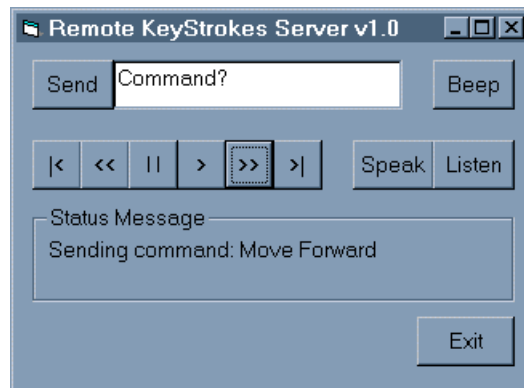 Remote KeyStrokes Server v1.0
Send Command? Beep
|< << || > >> >| Speak Listen
Status Message
Sending command: Move Forward
Exit